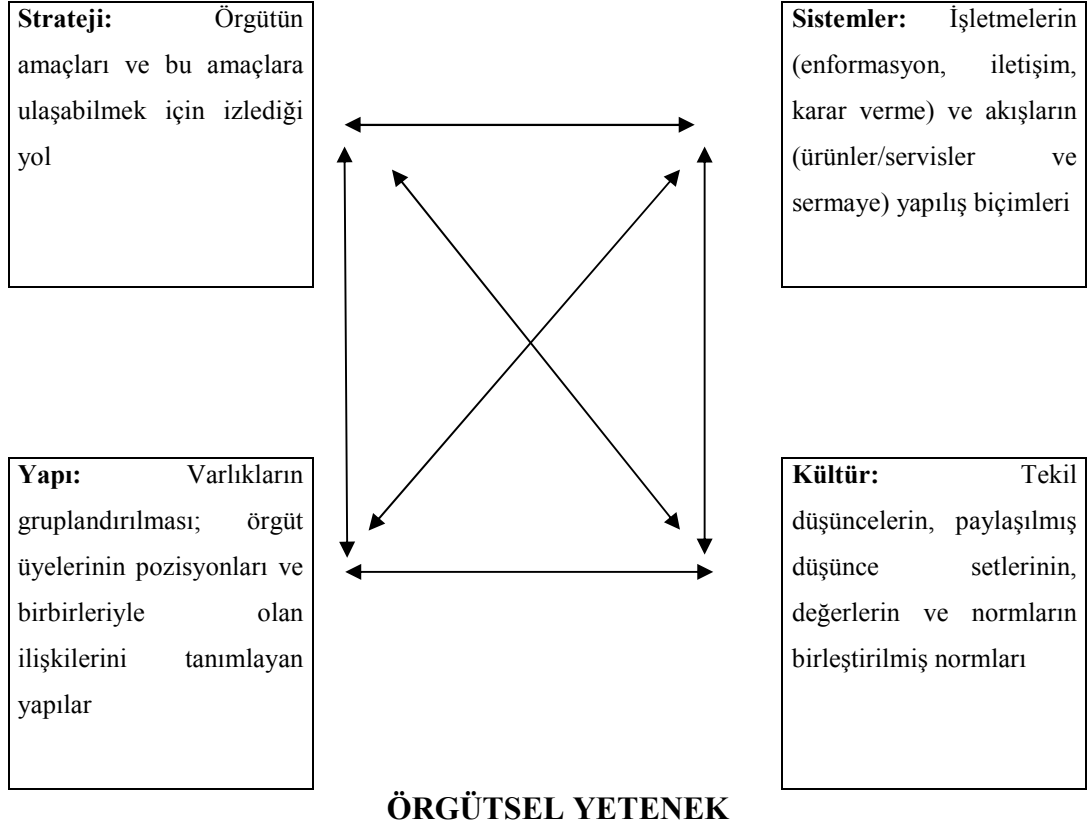 Strateji: Örgütün
amaçları ve bu amaçlara
ulaşabilmek için izlediği
yol
Sistemler: İşletmelerin
(enformasyon, iletişim,
karar verme) ve akışların
(ürünler/servisler ve
sermaye) yapılış biçimleri
Yapı: Varlıkların
gruplandırılması; örgüt
üyelerinin pozisyonları ve
birbirleriyle olan
ilişkilerini tanımlayan
yapılar
Kültür: Tekil
düşüncelerin, paylaşılmış
düşünce setlerinin,
değerlerin ve normların
birleştirilmiş normları
ÖRGÜTSEL YETENEK